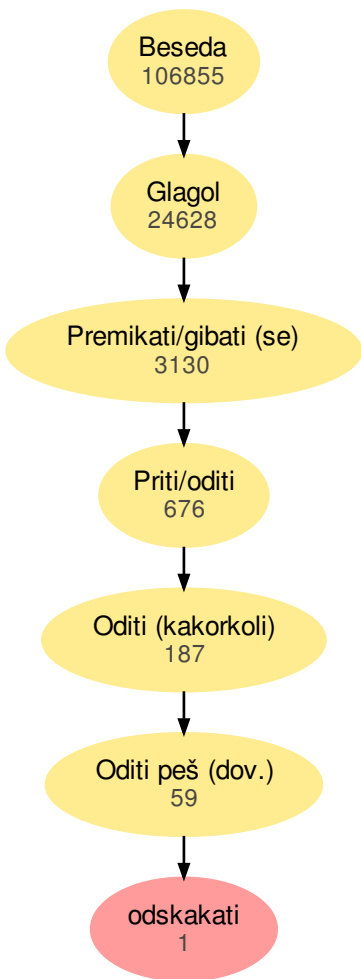 Beseda
106855
Glagol
24628
Premikati/gibati (se)
3130
Priti/oditi
676
Oditi (kakorkoli)
187
Oditi peš (dov.)
59
odskakati
1